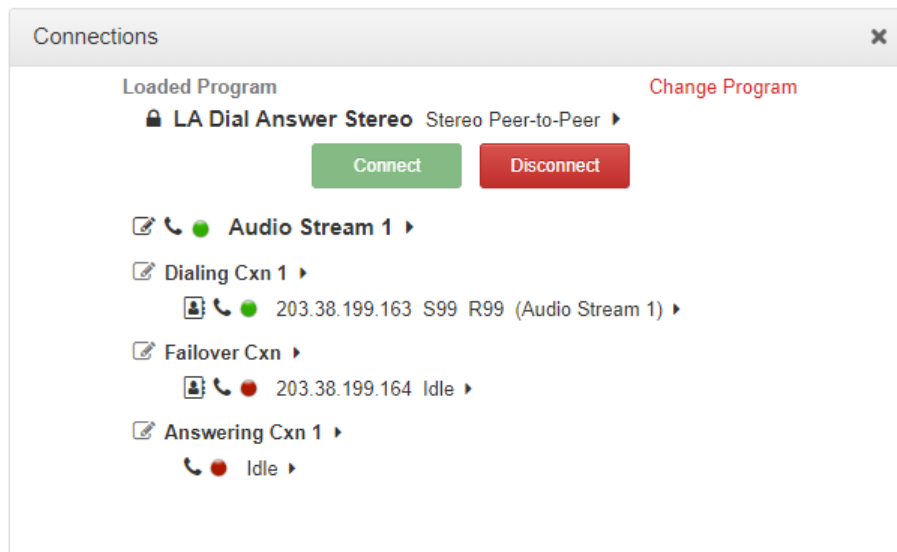 Connections
Loaded Program Change Program
LA Dial Answer Stereo Stereo Peer-to-Peer
Connect Disconnect
Audio Stream 1
Dialing Cxn 1
203.38.199.163 S99 R99 (Audio Stream 1)
Failover Cxn
203.38.199.164 Idle
Answering Cxn 1
Idle